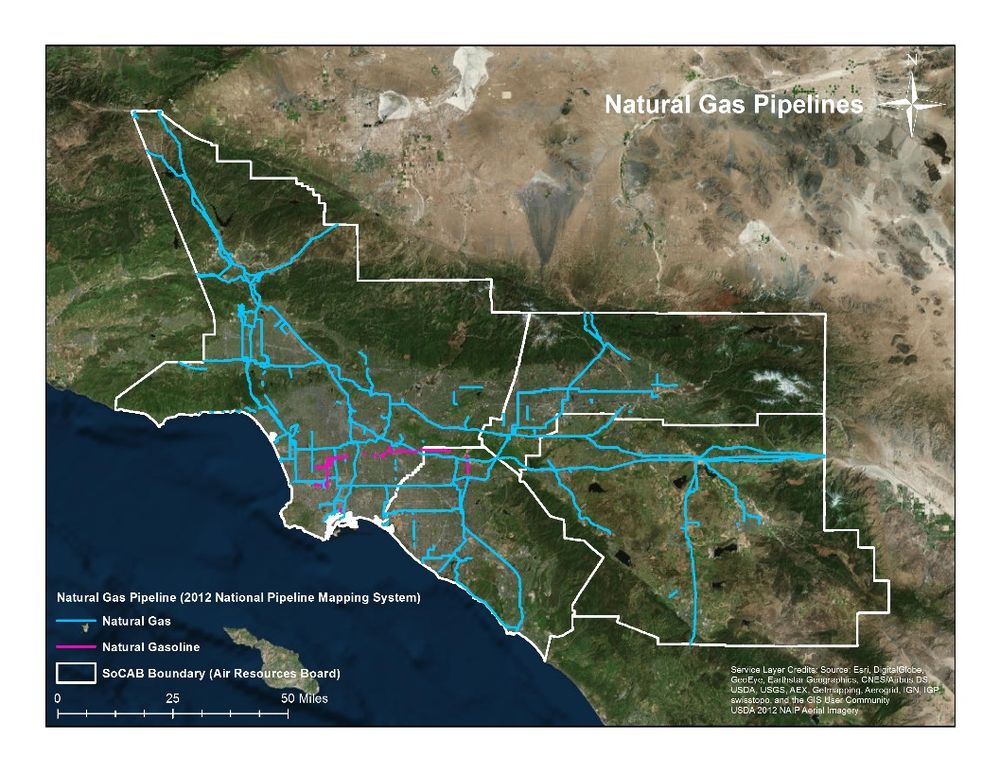 N
Natural Gas Pipelines
Natural Gas Pipeline (2012 National Pipeline Mapping System)
Natural Gas
Natural Gasoline
SoCAB Boundary (Air Resources Board)
0 25 50 Miles
Service Layer Credits: Source: Esri, DigitalGlobe,
GeoEye, Earthstar Geographics, CNES/Airbus DS,
USDA, USGS, AEX, Getmapping, Aerogrid, IGN, IGP,
swisstopo, and the GIS User Community
USDA 2012 NAIP Aerial Imagery